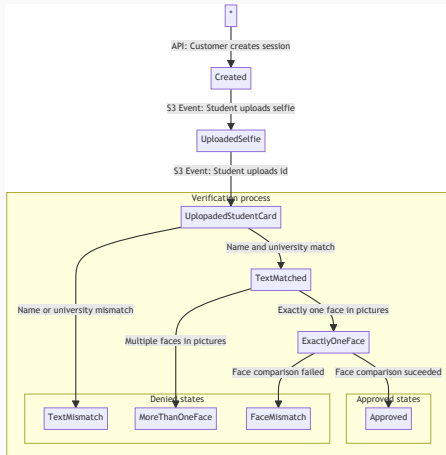 *
API: Customer creates session
Created
S3 Event: Student uploads selfie
UploadedSelfie
S3 Event: Student uploads id
Verification process
UplopadedStudentCard
Name and university match
TextMatched
Name or university mismatch
Exactly one face in pictures
Multiple faces in pictures
ExactlyOneFace
Face comparison failed
Face comparison suceeded
Denied states
Approved states
TextMismatch
MoreThanOneFace
FaceMismatch
Approved